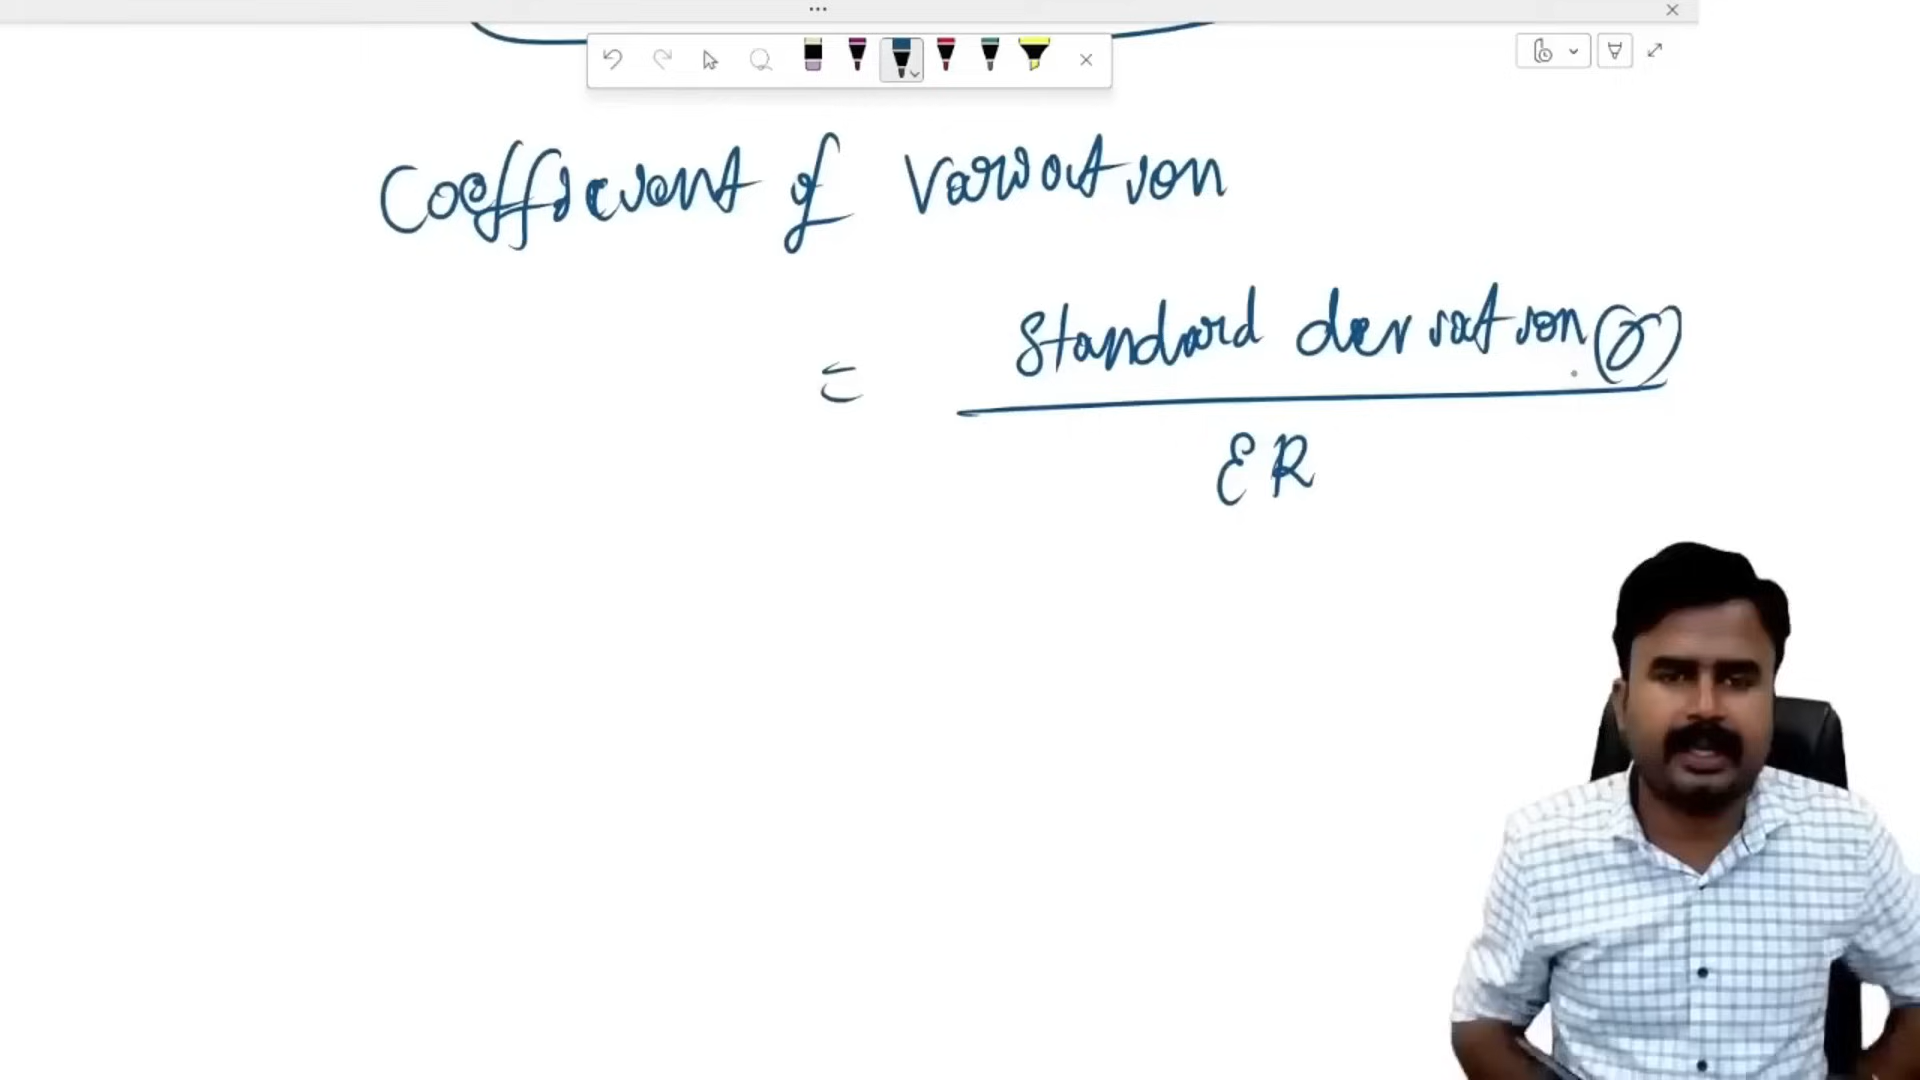 Coefficient of Variation
= Standard deviation (σ)
ER